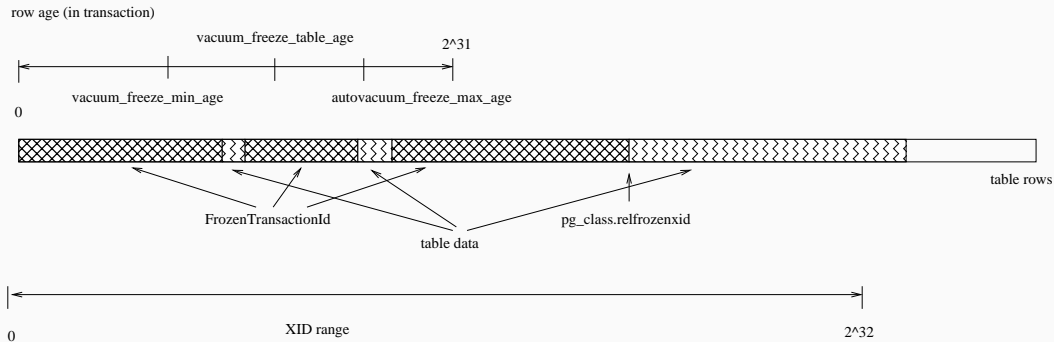 row age (in transaction)
vacuum_freeze_table_age
2^31
vacuum_freeze_min_age
autovacuum_freeze_max_age
0
table rows
FrozenTransactionId
pg_class.relfrozenxid
table data
0
XID range
2^32